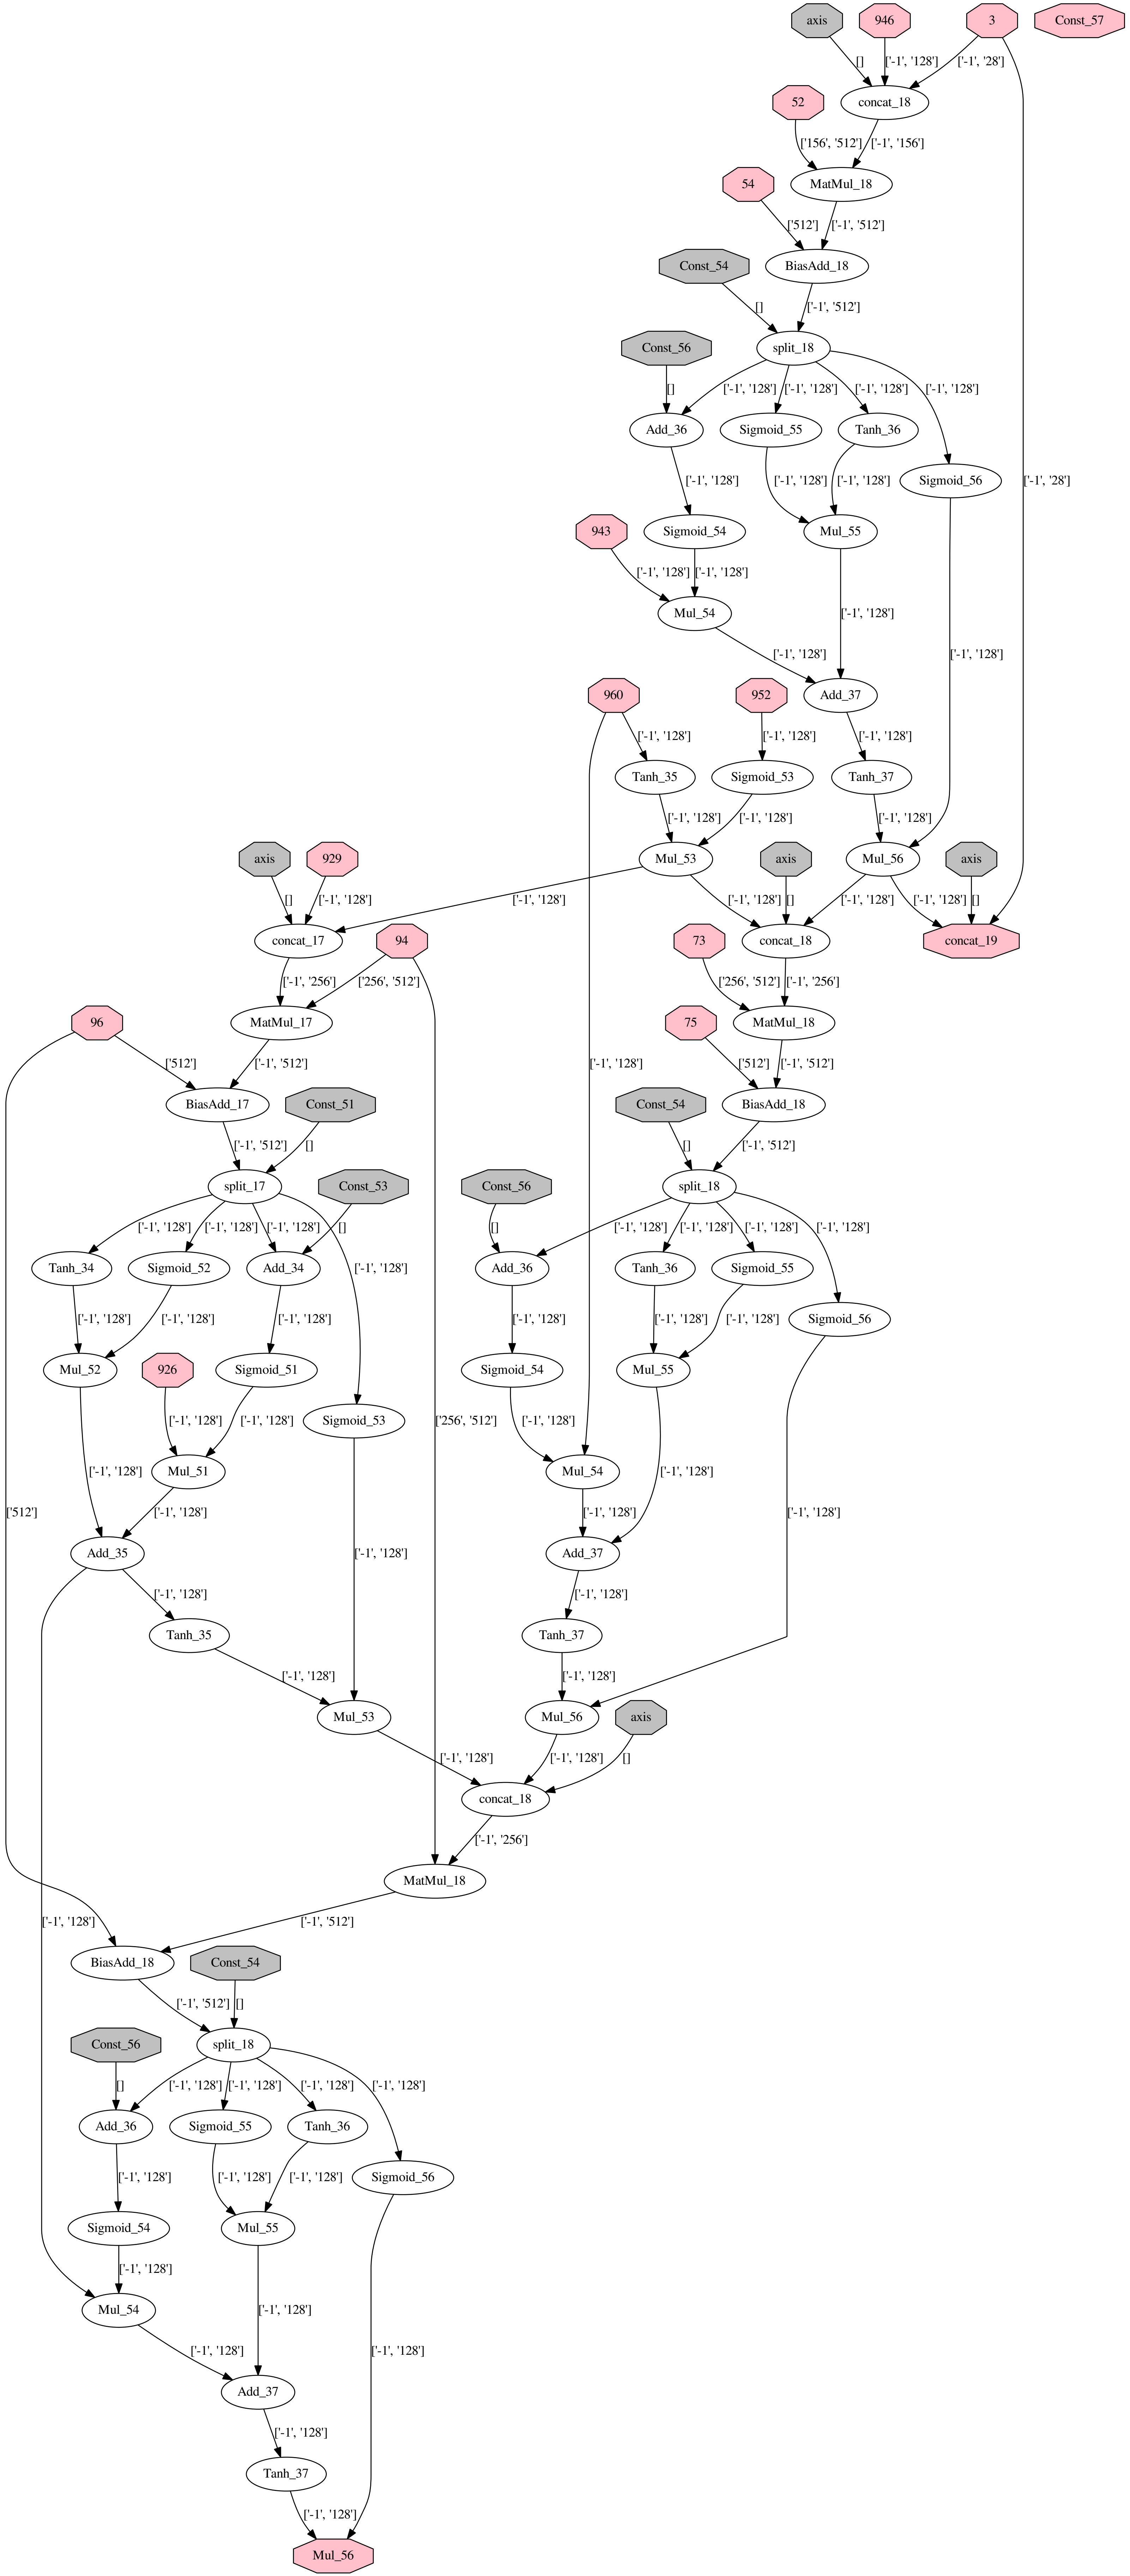 axis
946
3
Const_57
[]
['-1', '128']
['-1', '28']
52
concat_18
['156', '512']
['-1', '156']
54
MatMul_18
['512']
['-1', '512']
Const_54
BiasAdd_18
[]
['-1', '512']
Const_56
split_18
[]
['-1', '128']
['-1', '128']
['-1', '128']
['-1', '128']
Add_36
Sigmoid_55
Tanh_36
Sigmoid_56
['-1', '128']
['-1', '128']
['-1', '128']
['-1', '28']
943
Sigmoid_54
Mul_55
['-1', '128']
['-1', '128']
Mul_54
['-1', '128']
['-1', '128']
['-1', '128']
960
952
Add_37
['-1', '128']
['-1', '128']
['-1', '128']
Tanh_35
Sigmoid_53
Tanh_37
['-1', '128']
['-1', '128']
['-1', '128']
axis
929
Mul_53
axis
Mul_56
axis
[]
['-1', '128']
['-1', '128']
['-1', '128']
[]
['-1', '128']
['-1', '128']
[]
concat_17
94
73
concat_18
concat_19
['-1', '256']
['256', '512']
['256', '512']
['-1', '256']
96
MatMul_17
75
MatMul_18
['512']
['-1', '512']
['-1', '128']
['512']
['-1', '512']
BiasAdd_17
Const_51
Const_54
BiasAdd_18
['-1', '512']
[]
[]
['-1', '512']
split_17
Const_53
Const_56
split_18
['-1', '128']
['-1', '128']
['-1', '128']
[]
[]
['-1', '128']
['-1', '128']
['-1', '128']
['-1', '128']
Tanh_34
Sigmoid_52
Add_34
['-1', '128']
Add_36
Tanh_36
Sigmoid_55
['-1', '128']
['-1', '128']
['-1', '128']
['-1', '128']
['-1', '128']
['-1', '128']
Sigmoid_56
Mul_52
926
Sigmoid_51
Sigmoid_54
Mul_55
['-1', '128']
['-1', '128']
Sigmoid_53
['256', '512']
['-1', '128']
['-1', '128']
Mul_51
Mul_54
['512']
['-1', '128']
['-1', '128']
['-1', '128']
['-1', '128']
Add_35
['-1', '128']
Add_37
['-1', '128']
['-1', '128']
Tanh_35
Tanh_37
['-1', '128']
['-1', '128']
Mul_53
Mul_56
axis
['-1', '128']
['-1', '128']
[]
concat_18
['-1', '256']
MatMul_18
['-1', '128']
['-1', '512']
BiasAdd_18
Const_54
['-1', '512']
[]
Const_56
split_18
[]
['-1', '128']
['-1', '128']
['-1', '128']
['-1', '128']
Add_36
Sigmoid_55
Tanh_36
['-1', '128']
['-1', '128']
['-1', '128']
Sigmoid_56
Sigmoid_54
Mul_55
['-1', '128']
Mul_54
['-1', '128']
['-1', '128']
['-1', '128']
Add_37
['-1', '128']
Tanh_37
['-1', '128']
Mul_56